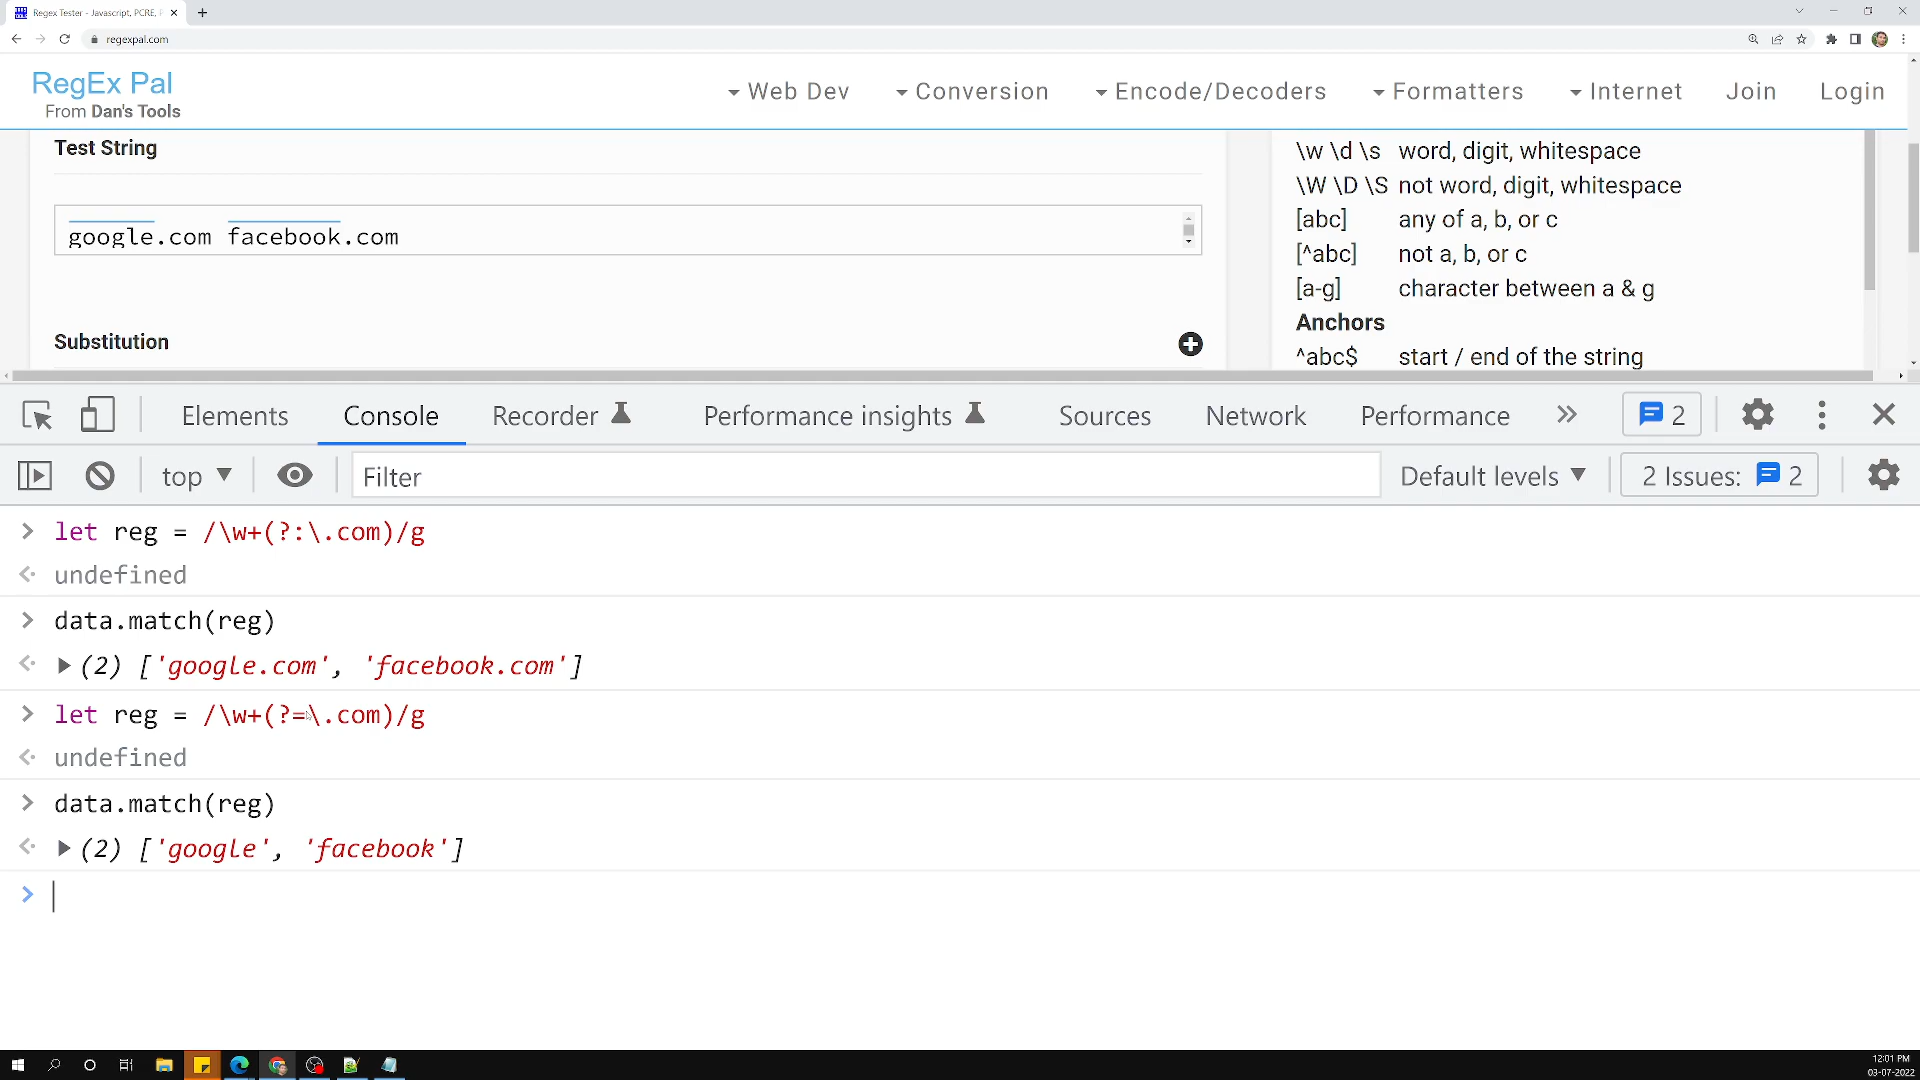 Regex Tester - Javascript, PCRE, P
regexpal.com
RegEx Pal
From Dan's Tools
Web Dev
Conversion
Encode/Decoders
Formatters
Internet
Join
Login
Test String
google.com facebook.com
Substitution
\w \d \s word, digit, whitespace
\W \D \S not word, digit, whitespace
[abc] any of a, b, or c
[^abc] not a, b, or c
[a-g] character between a & g
Anchors
^abc$ start / end of the string
Elements Console Recorder Performance insights Sources Network Performance 2
top Filter Default levels 2 Issues: 2
let reg = /\w+(?:\.com)/g
undefined
data.match(reg)
(2) ['google.com', 'facebook.com']
let reg = /\w+(?=\.com)/g
undefined
data.match(reg)
(2) ['google', 'facebook']
12:01 PM
03-07-2022